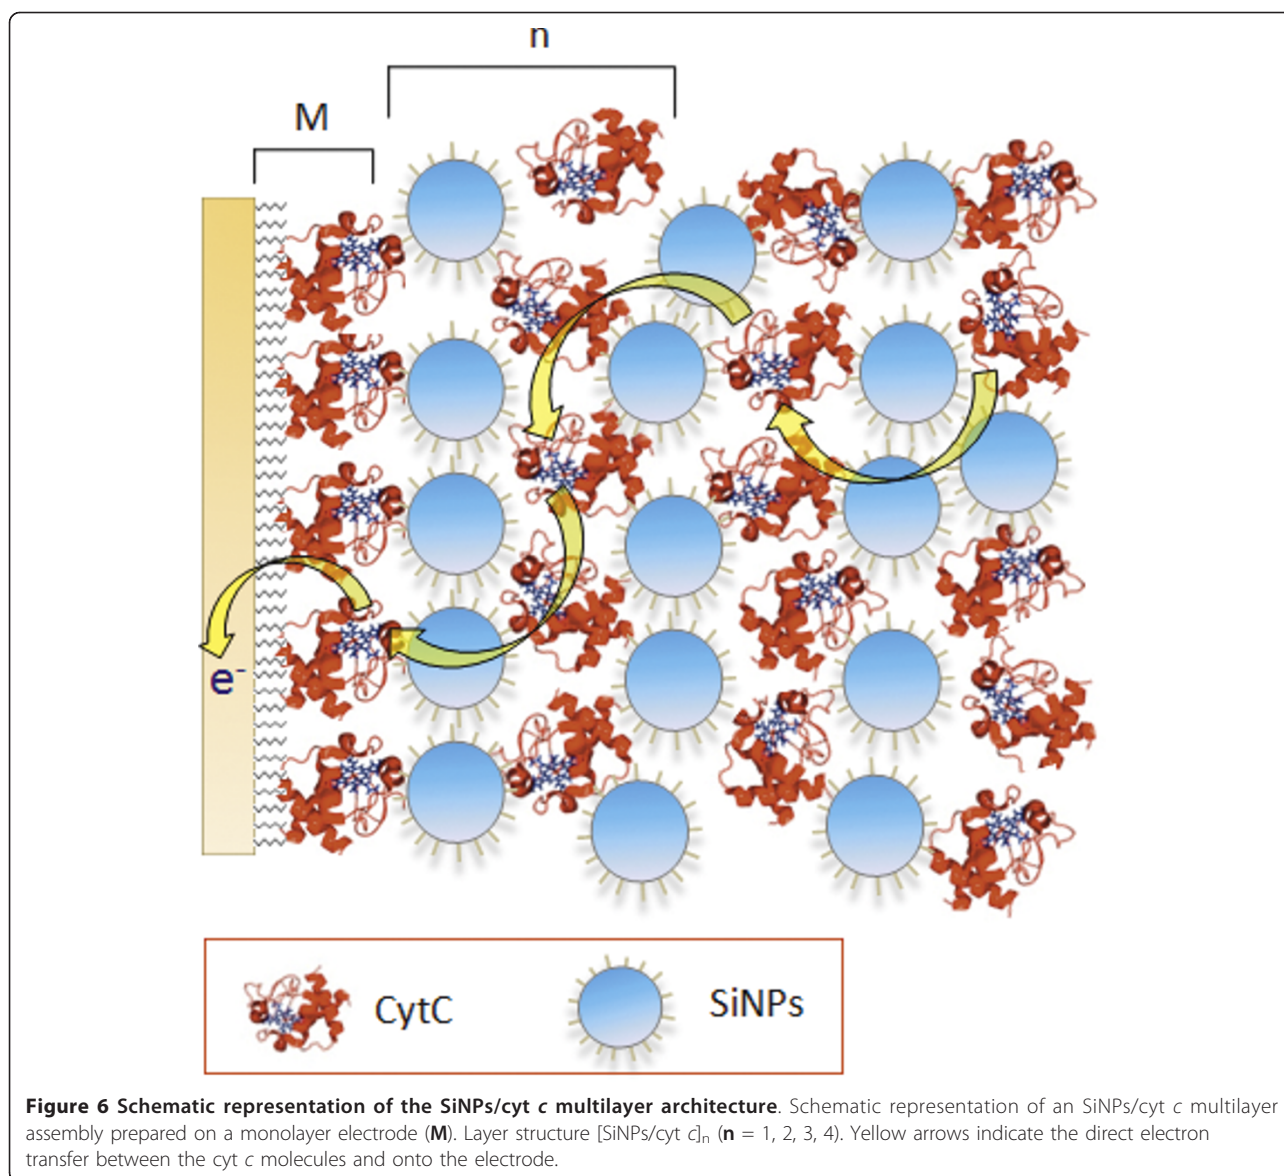 n
M
e⁻
CytC
SiNPs
Figure 6 Schematic representation of the SiNPs/cyt c multilayer architecture. Schematic representation of an SiNPs/cyt c multilayer
assembly prepared on a monolayer electrode (M). Layer structure [SiNPs/cyt c]n (n = 1, 2, 3, 4). Yellow arrows indicate the direct electron
transfer between the cyt c molecules and onto the electrode.